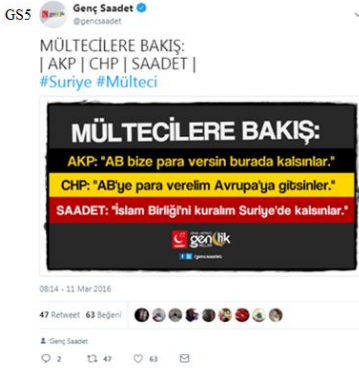 GS5
Genç Saadet
@gencsaadet
MÜLTECİLERE BAKIŞ:
| AKP | CHP | SAADET |
#Suriye #Mülteci
MÜLTECİLERE BAKIŞ:
AKP: "AB bize para versin burada kalsınlar."
CHP: "AB'ye para verelim Avrupa'ya gitsinler."
SAADET: "İslam Birliği'ni kuralım Suriye'de kalsınlar."
gençlik
/gencsaadet
08:14 - 11 Mar 2016
47 Retweet 63 Beğeni
Genç Saadet
2 47 63